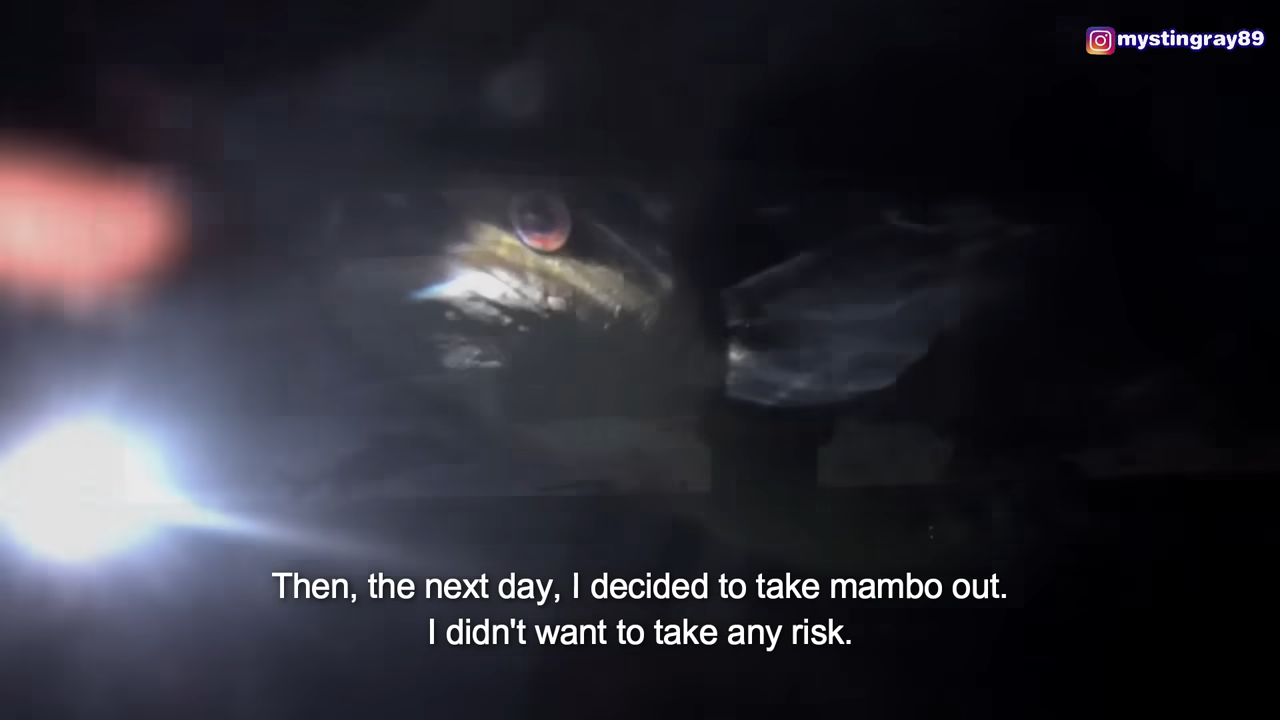 mystingray89
Then, the next day, I decided to take mambo out.
I didn't want to take any risk.